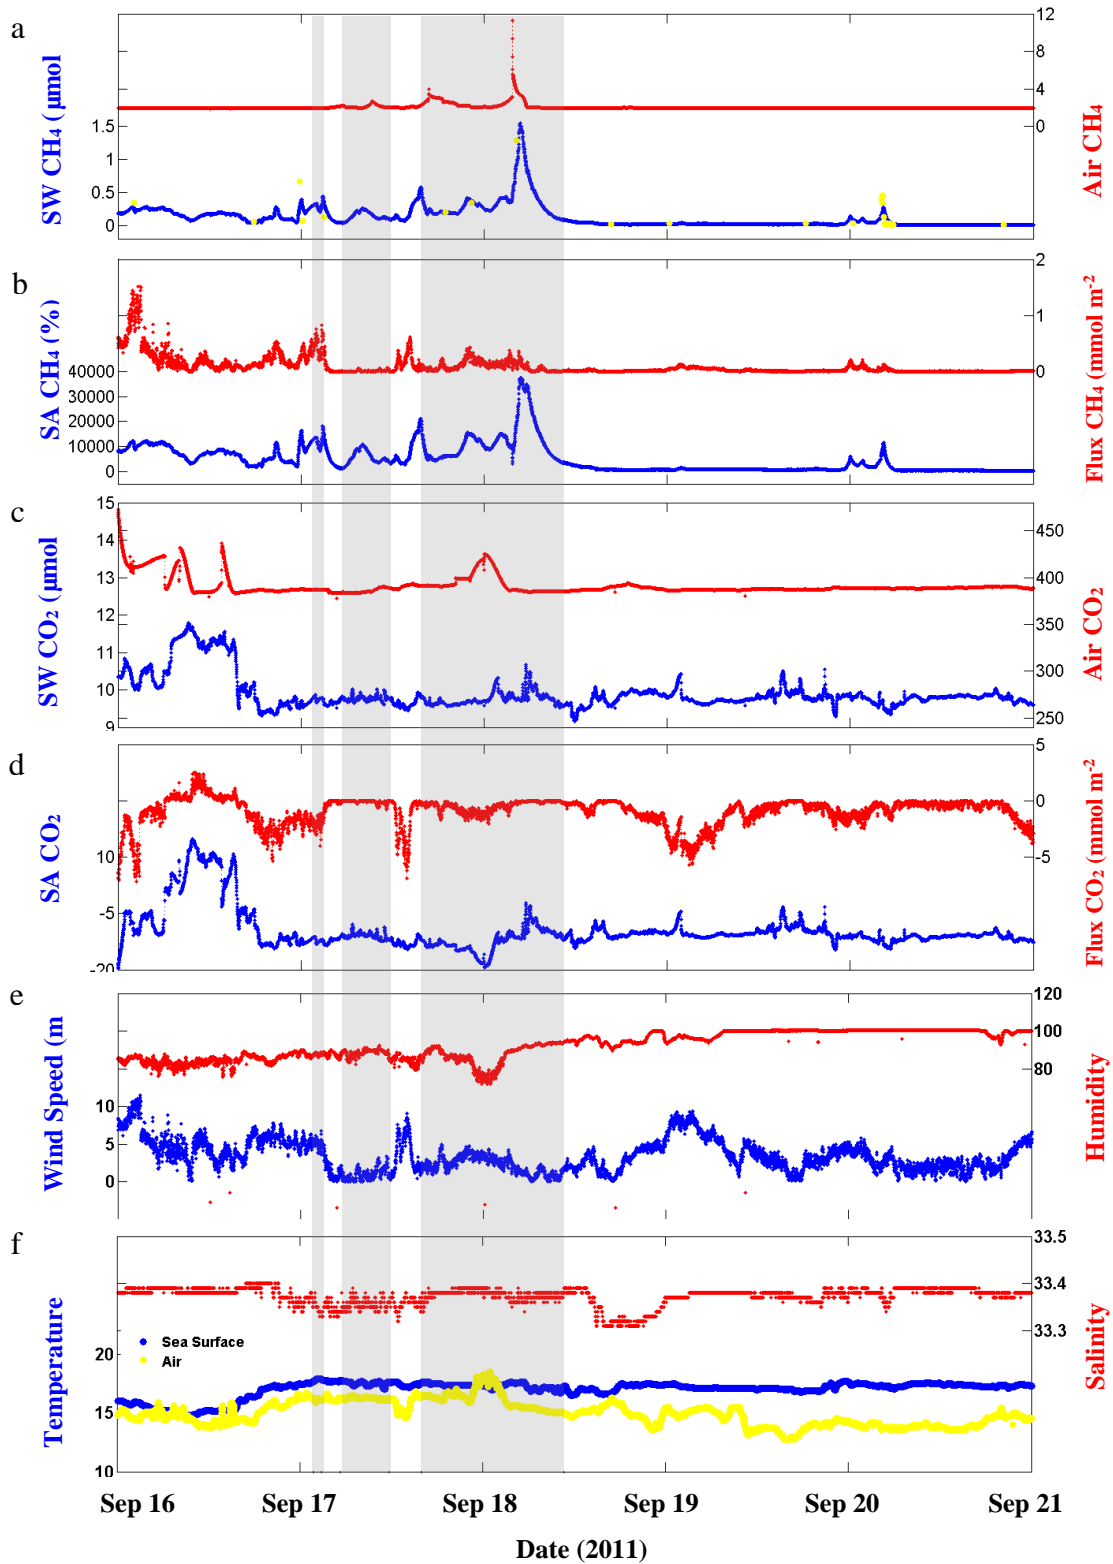 a
SW CH₄ (µmol
1.5
1
0.5
0
12
8
4
0
Air CH₄
b
SA CH₄ (%)
40000
30000
20000
10000
0
2
1
0
Flux CH₄ (mmol m⁻²
c
SW CO₂ (µmol
15
14
13
12
11
10
9
450
400
350
300
250
Air CO₂
d
SA CO₂
10
-5
-20
5
0
-5
Flux CO₂ (mmol m⁻²
e
Wind Speed (m
10
5
0
120
100
80
Humidity
f
Temperature
20
15
10
Sea Surface
Air
33.5
33.4
33.3
Salinity
Sep 16
Sep 17
Sep 18
Sep 19
Sep 20
Sep 21
Date (2011)